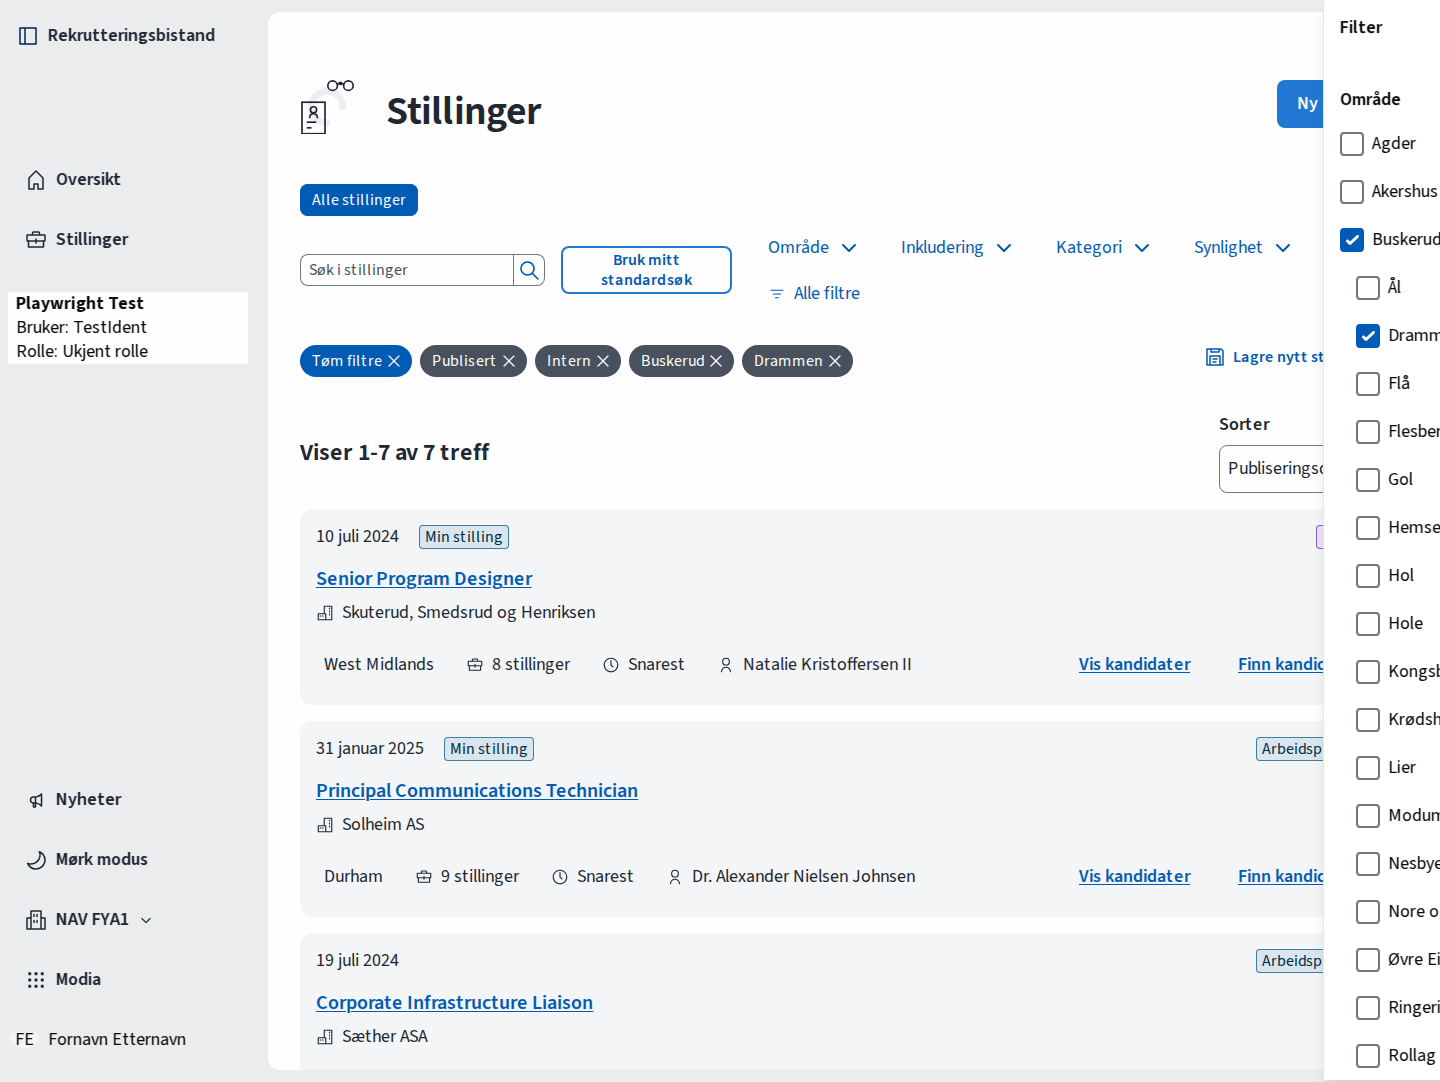 Rekrutteringsbistand
Oversikt
Stillinger
Playwright Test
Bruker: TestIdent
Rolle: Ukjent rolle
Nyheter
Mørk modus
NAV FYA1
Modia
FE Fornavn Etternavn
Stillinger
Ny
Alle stillinger
Søk i stillinger
Bruk mitt
standardsøk
Område
Inkludering
Kategori
Synlighet
Alle filtre
Tøm filtre
Publisert
Intern
Buskerud
Drammen
Lagre nytt st
Viser 1-7 av 7 treff
Sorter
Publiserings
10 juli 2024 Min stilling
Senior Program Designer
Skuterud, Smedsrud og Henriksen
West Midlands 8 stillinger Snarest Natalie Kristoffersen II Vis kandidater Finn kandid
31 januar 2025 Min stilling Arbeidsp
Principal Communications Technician
Solheim AS
Durham 9 stillinger Snarest Dr. Alexander Nielsen Johnsen Vis kandidater Finn kandid
19 juli 2024 Arbeidsp
Corporate Infrastructure Liaison
Sæther ASA
Filter
Område
Agder
Akershus
Buskerud
Ål
Dramm
Flå
Flesber
Gol
Hemse
Hol
Hole
Kongsb
Krødsh
Lier
Modum
Nesbye
Nore o
Øvre Ei
Ringeri
Rollag